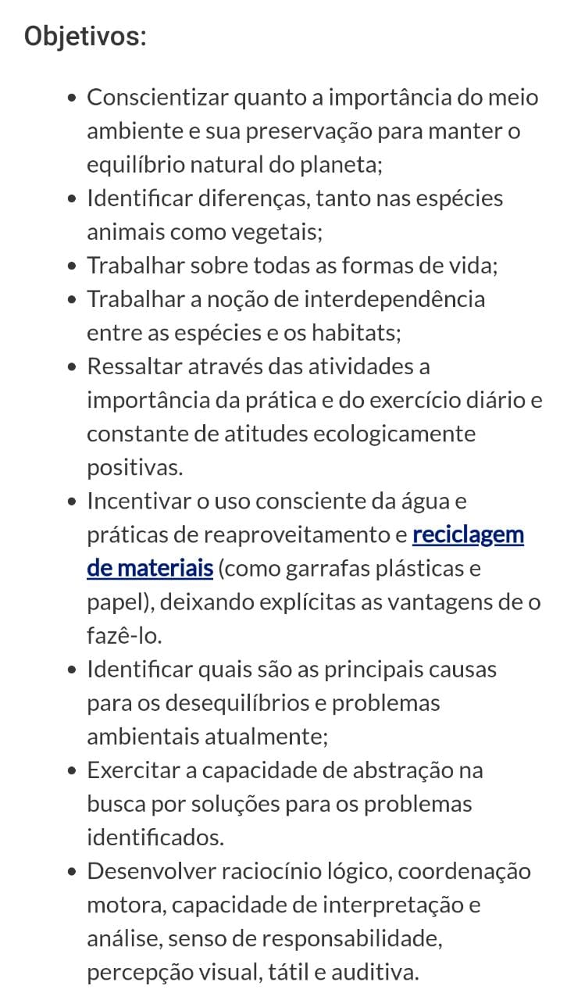 Objetivos:
• Conscientizar quanto a importância do meio
ambiente e sua preservação para manter o
equilíbrio natural do planeta;
• Identificar diferenças, tanto nas espécies
animais como vegetais;
• Trabalhar sobre todas as formas de vida;
• Trabalhar a noção de interdependência
entre as espécies e os habitats;
• Ressaltar através das atividades a
importância da prática e do exercício diário e
constante de atitudes ecologicamente
positivas.
• Incentivar o uso consciente da água e
práticas de reaproveitamento e reciclagem
de materiais (como garrafas plásticas e
papel), deixando explícitas as vantagens de o
fazê-lo.
• Identificar quais são as principais causas
para os desequilíbrios e problemas
ambientais atualmente;
• Exercitar a capacidade de abstração na
busca por soluções para os problemas
identificados.
• Desenvolver raciocínio lógico, coordenação
motora, capacidade de interpretação e
análise, senso de responsabilidade,
percepção visual, tátil e auditiva.